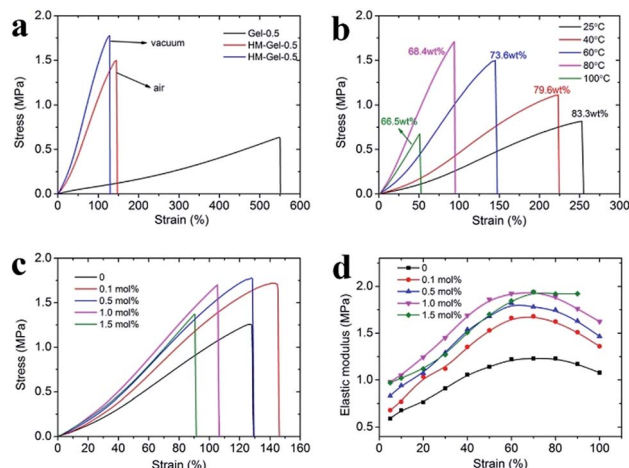 a
Stress (MPa)
2.0
1.5
1.0
0.5
0.0
vacuum
air
Gel-0.5
HM-Gel-0.5
HM-Gel-0.5
0 100 200 300 400 500 600
Strain (%)
b
Stress (MPa)
2.0
1.5
1.0
0.5
0.0
68.4wt%
73.6wt%
79.6wt%
83.3wt%
66.5wt%
25°C
40°C
60°C
80°C
100°C
0 50 100 150 200 250 300
Strain (%)
c
Stress (MPa)
2.0
1.5
1.0
0.5
0.0
0
0.1 mol%
0.5 mol%
1.0 mol%
1.5 mol%
0 20 40 60 80 100 120 140 160
Strain (%)
d
Elastic modulus (MPa)
2.0
1.5
1.0
0.5
0.0
0
0.1 mol%
0.5 mol%
1.0 mol%
1.5 mol%
0 20 40 60 80 100
Strain (%)